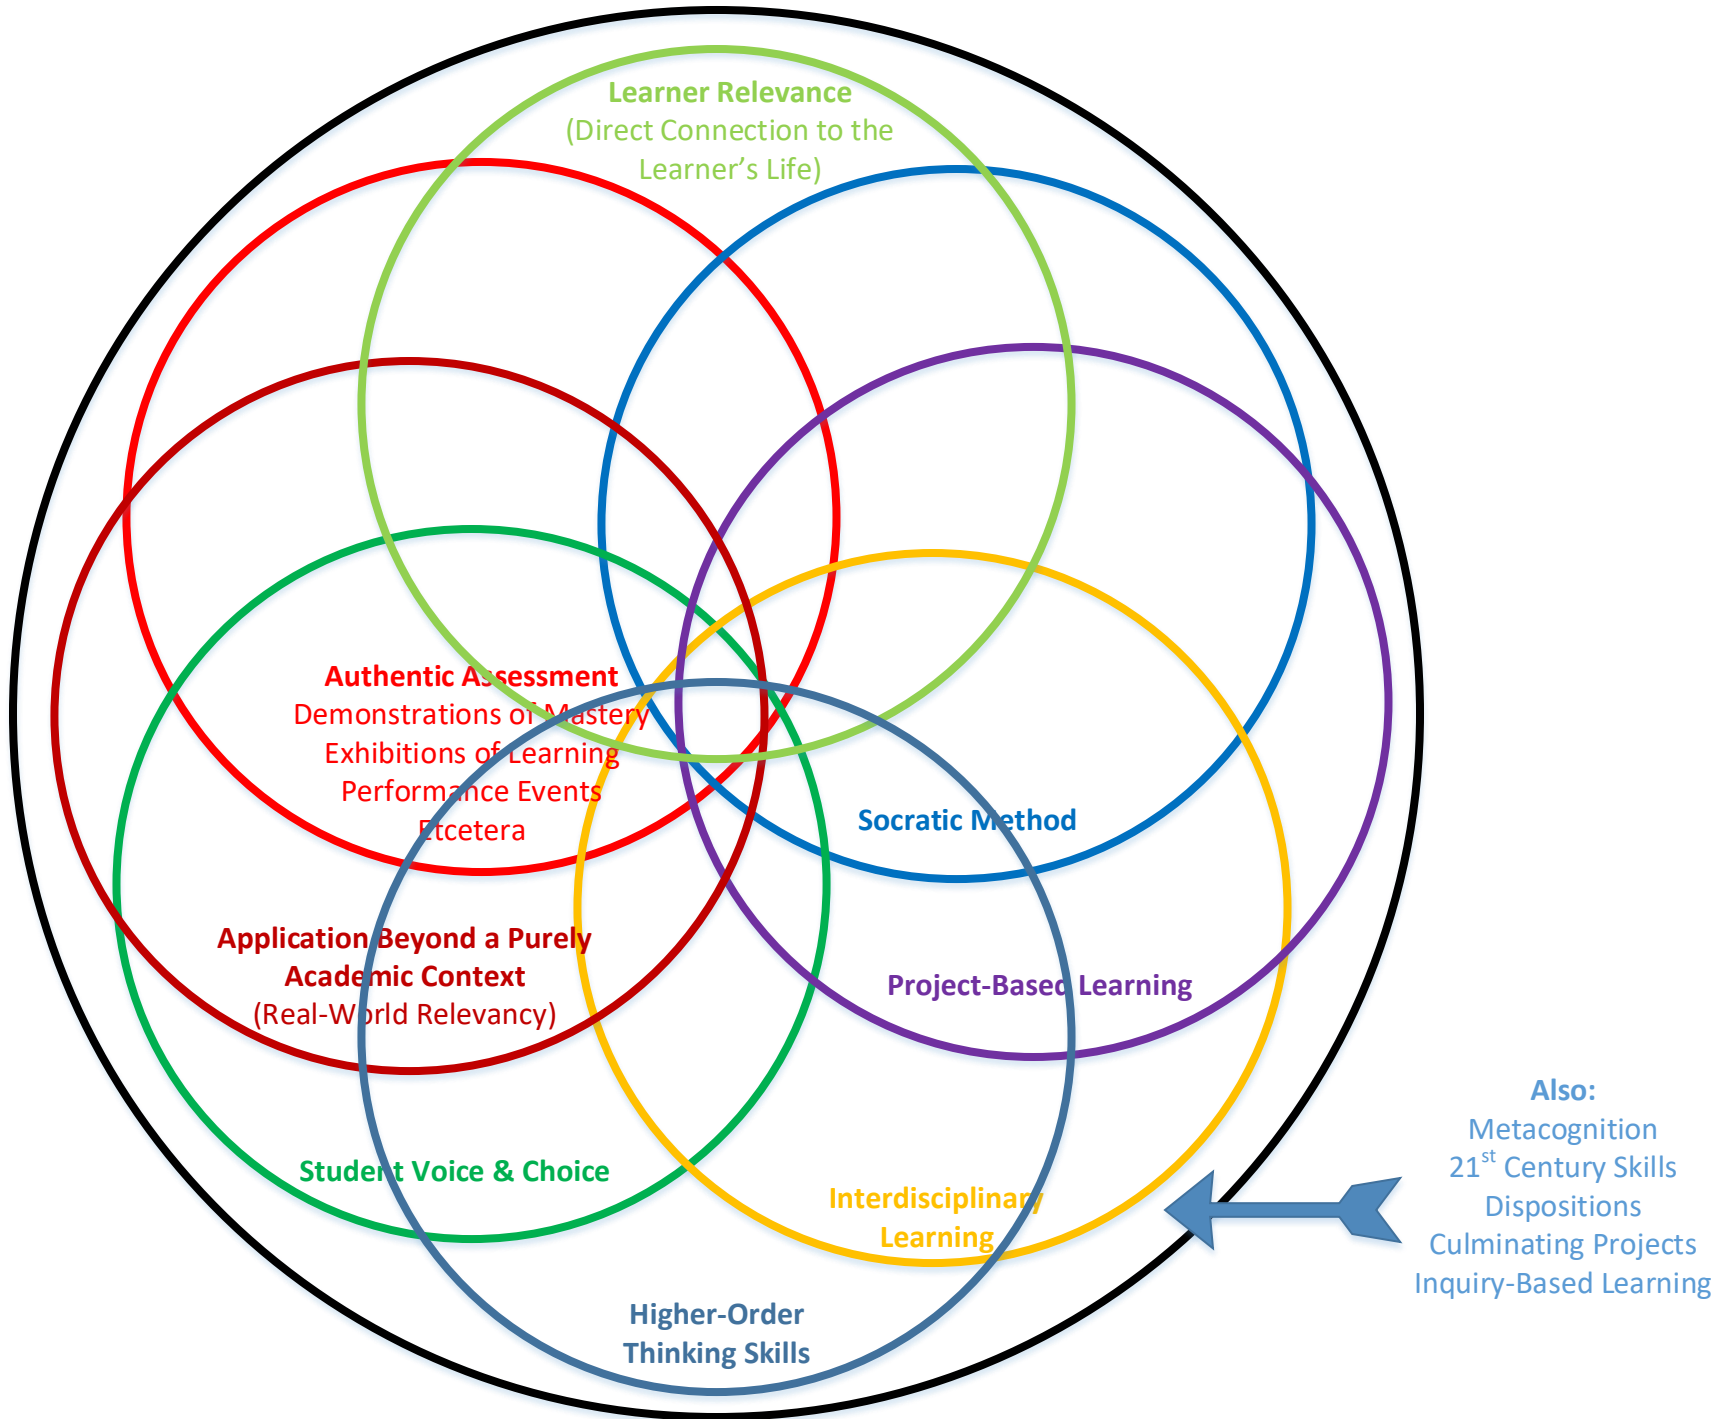 Learner Relevance
(Direct Connection to the
Learner’s Life)
Authentic Assessment
Demonstrations of Mastery
Exhibitions of Learning
Performance Events
Etcetera
Socratic Method
Application Beyond a Purely
Academic Context
(Real-World Relevancy)
Project-Based Learning
Student Voice & Choice
Interdisciplinary
Learning
Higher-Order
Thinking Skills
Also:
Metacognition
21st Century Skills
Dispositions
Culminating Projects
Inquiry-Based Learning